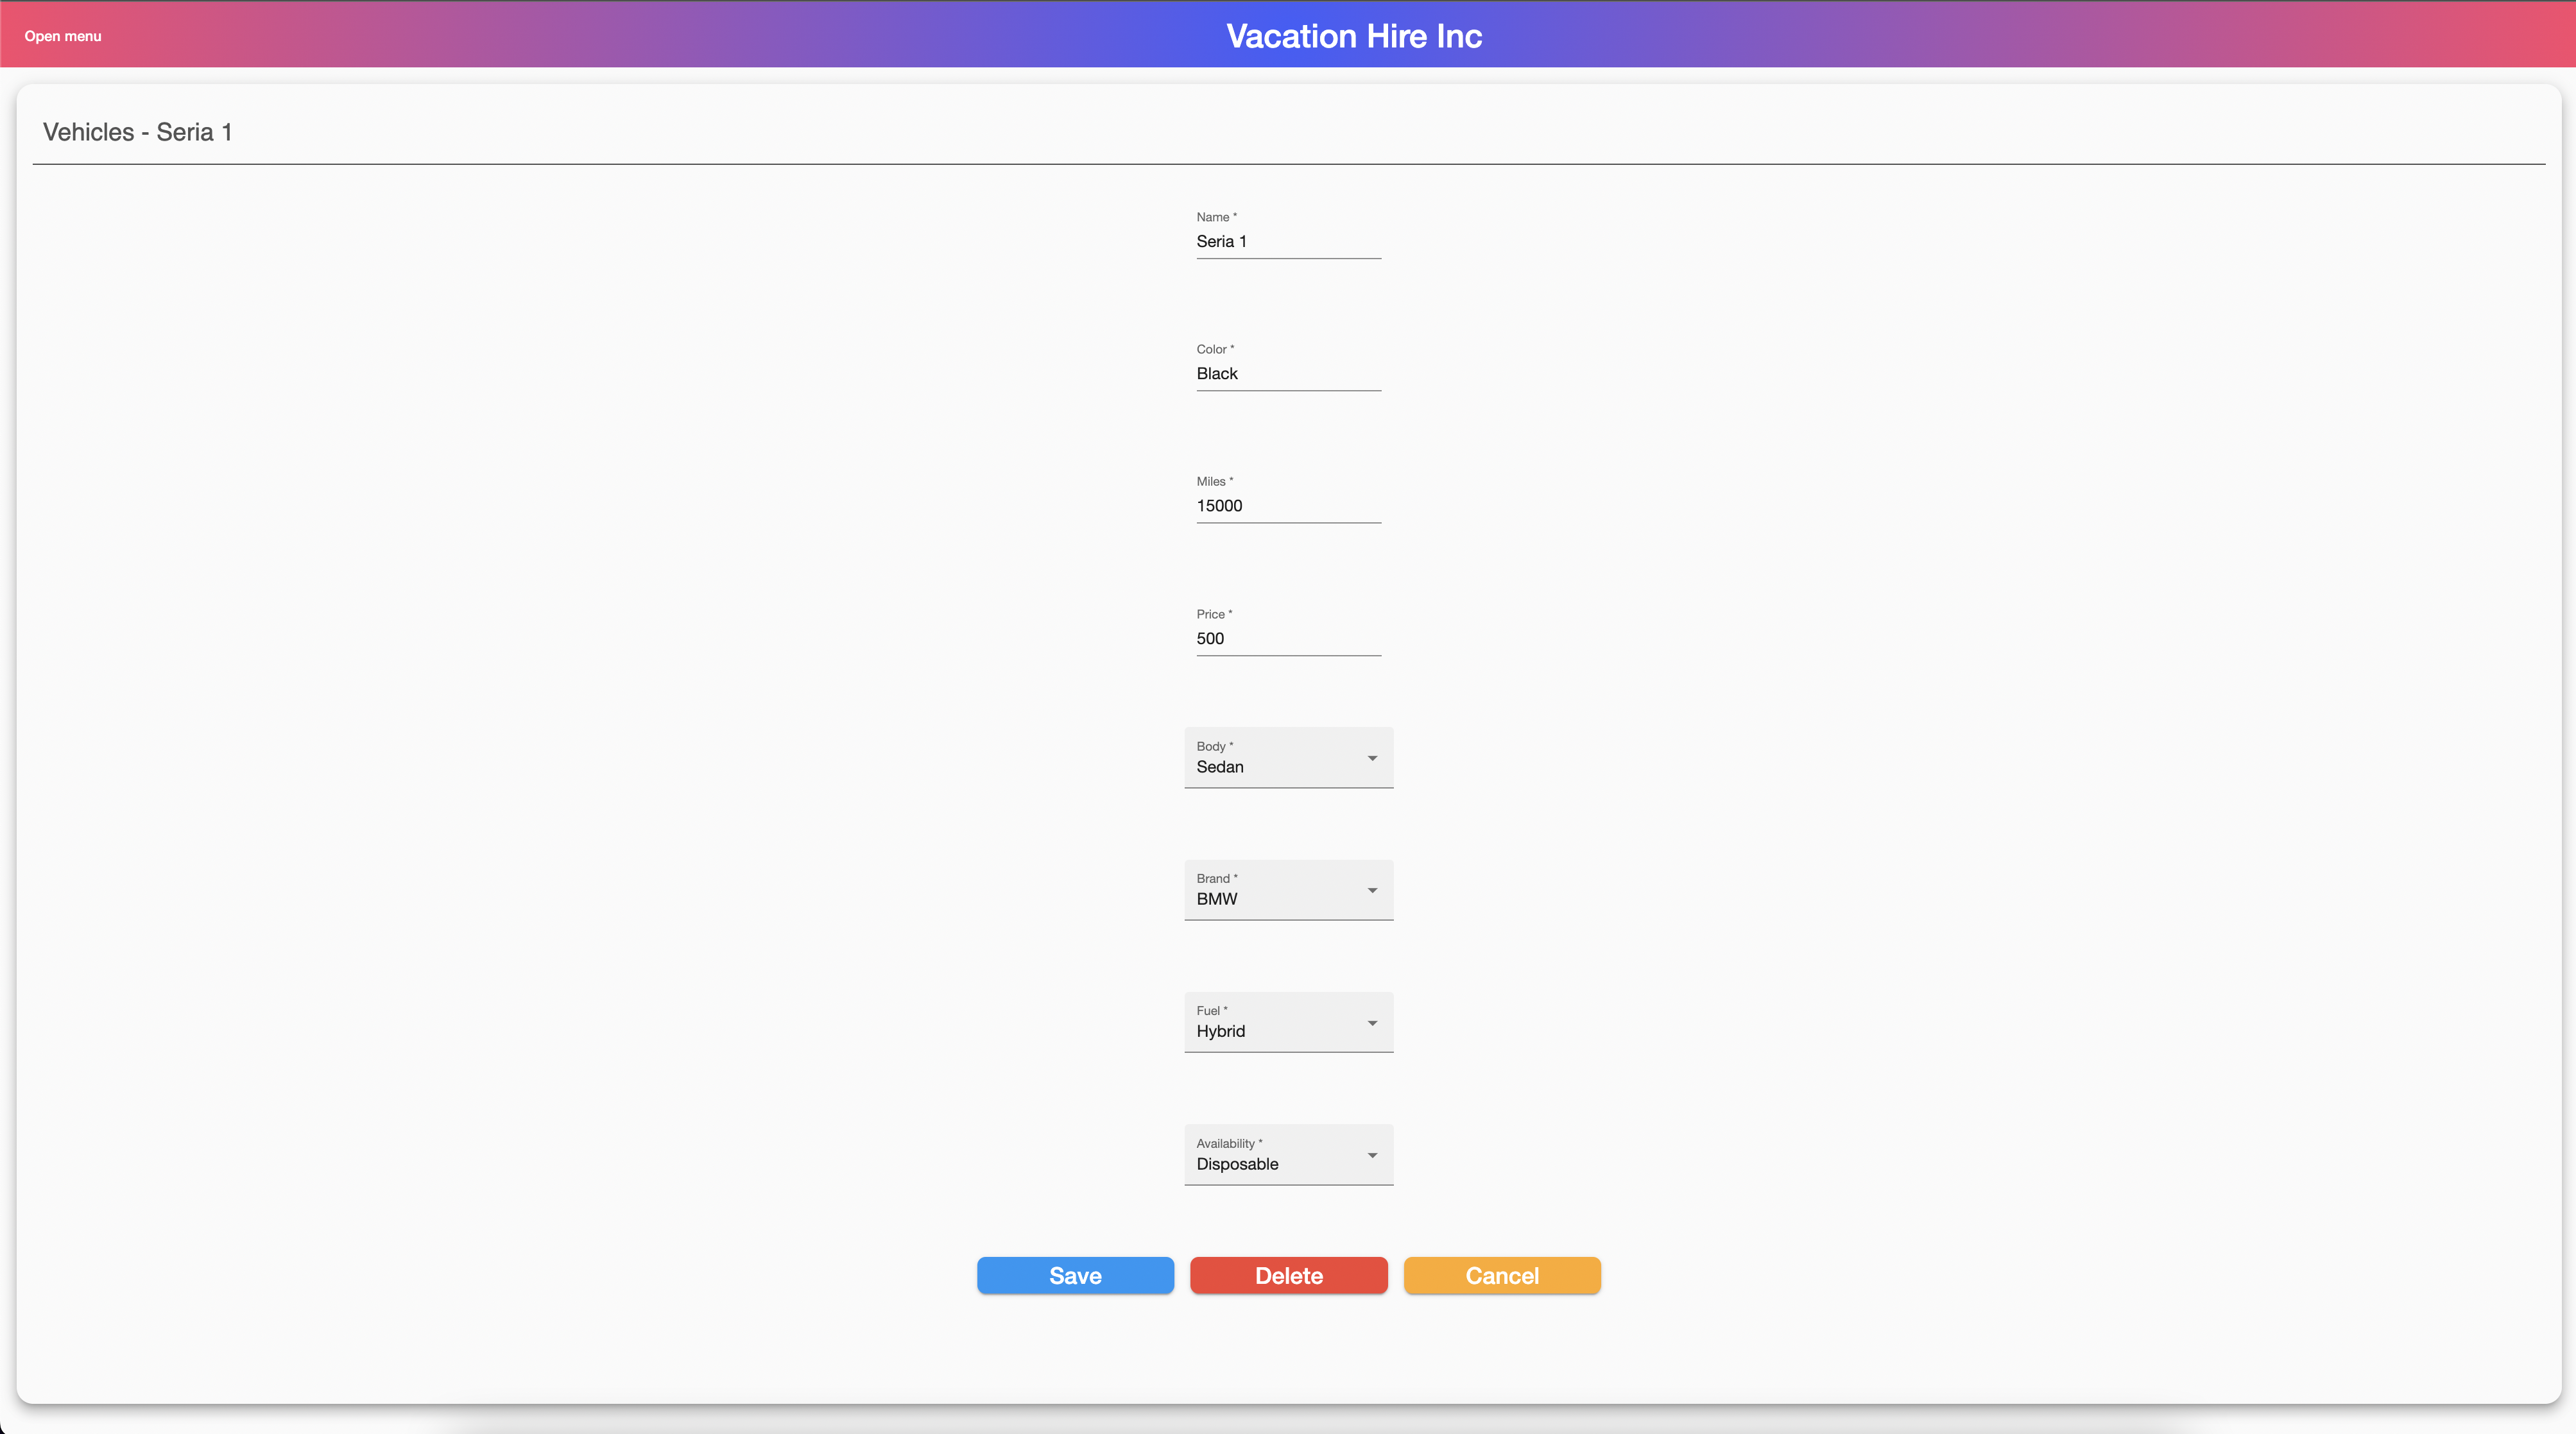 Open menu
Vacation Hire Inc
Vehicles - Seria 1
Name *
Seria 1
Color *
Black
Miles *
15000
Price *
500
Body *
Sedan
Brand *
BMW
Fuel *
Hybrid
Availability *
Disposable
Save
Delete
Cancel